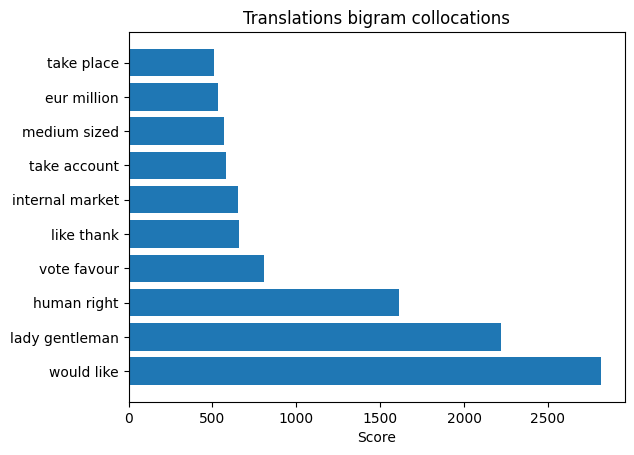 Translations bigram collocations
take place
eur million
medium sized
take account
internal market
like thank
vote favour
human right
lady gentleman
would like
0 500 1000 1500 2000 2500
Score